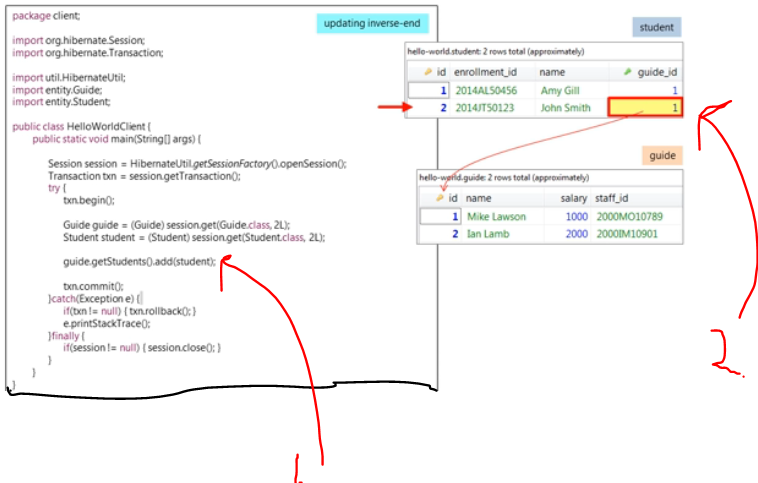 package client;
updating inverse-end
import org.hibernate.Session;
import org.hibernate.Transaction;
import util.HibernateUtil;
import entity.Guide;
import entity.Student;
public class HelloWorldClient {
public static void main(String[] args) {
Session session = HibernateUtil.getSessionFactory().openSession();
Transaction txn = session.getTransaction();
try {
txn.begin();
Guide guide = (Guide) session.get(Guide.class, 2L);
Student student = (Student) session.get(Student.class, 2L);
guide.getStudents().add(student);
txn.commit();
}catch(Exception e) {
if(txn != null) { txn.rollback(); }
e.printStackTrace();
}finally {
if(session != null) { session.close(); }
}
}
}
student
hello-world.student: 2 rows total (approximately)
id enrollment_id name guide_id
1 2014AL50456 Amy Gill 1
2 2014JT50123 John Smith 1
guide
hello-world.guide: 2 rows total (approximately)
id name salary staff_id
1 Mike Lawson 1000 2000MO10789
2 Ian Lamb 2000 2000IM10901
2.